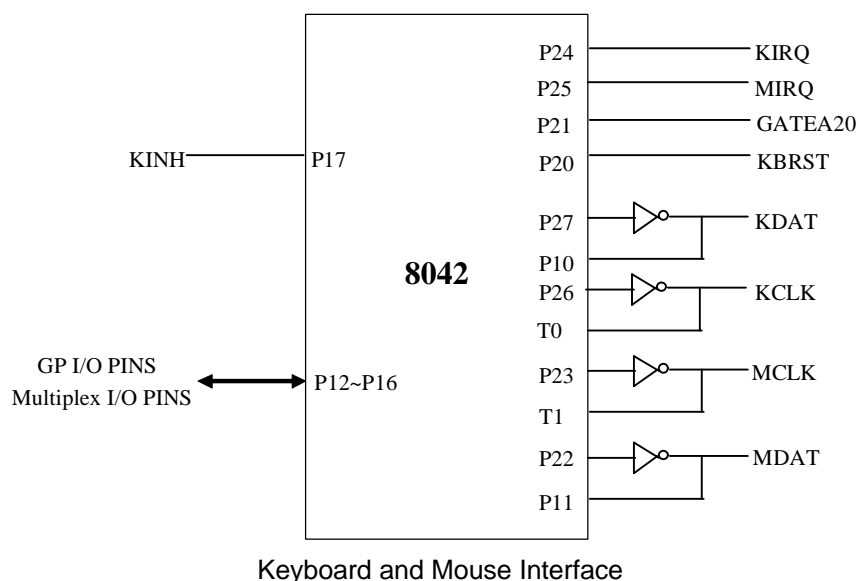 P24 KIRQ
P25 MIRQ
P21 GATEA20
KINH P17 P20 KBRST
P27 KDAT
8042
P10
P26 KCLK
T0
GP I/O PINS
Multiplex I/O PINS
P12~P16
P23 MCLK
T1
P22 MDAT
P11
Keyboard and Mouse Interface